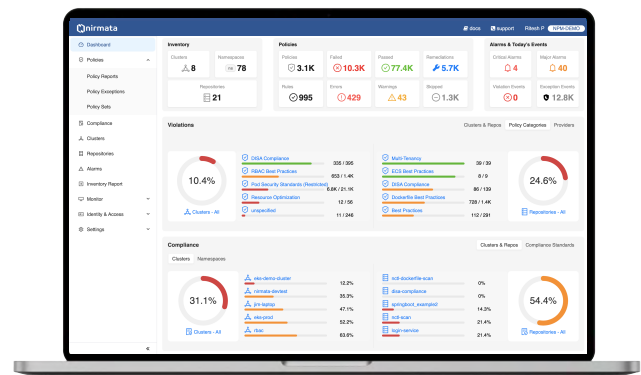 nirmata
docs support Ritesh P NPM-DEMO
Dashboard
Policies
Policy Reports
Policy Exceptions
Policy Sets
Compliance
Clusters
Repositories
Alarms
Inventory Report
Monitor
Identity & Access
Settings
«
Inventory
Clusters
8
Namespaces
78
Repositories
21
Policies
Policies
3.1K
Failed
10.3K
Passed
77.4K
Remediations
5.7K
Rules
995
Errors
429
Warnings
43
Skipped
1.3K
Alarms & Today's Events
Critical Alarms
4
Major Alarms
40
Violation Events
0
Exception Events
12.8K
Violations
Clusters & Repos Policy Categories Providers
10.4%
Clusters - All
DISA Compliance
335 / 395
RBAC Best Practices
653 / 1.4K
Pod Security Standards (Restricted)
6.8K / 21.1K
Resource Optimization
12 / 56
unspecified
11 / 246
Multi-Tenancy
39 / 39
ECS Best Practices
8 / 9
DISA Compliance
86 / 139
Dockerfile Best Practices
728 / 1.4K
Best Practices
112 / 291
24.6%
Repositories - All
Compliance
Clusters & Repos Compliance Standards
Clusters Namespaces
31.1%
Clusters - All
eks-demo-cluster
12.2%
nirmata-devtest
35.3%
jim-laptop
47.1%
eks-prod
52.2%
rbac
63.6%
nctl-dockerfile-scan
0%
disa-compliance
0%
springboot_example2
14.3%
nctl-scan
21.4%
login-service
21.4%
54.4%
Repositories - All